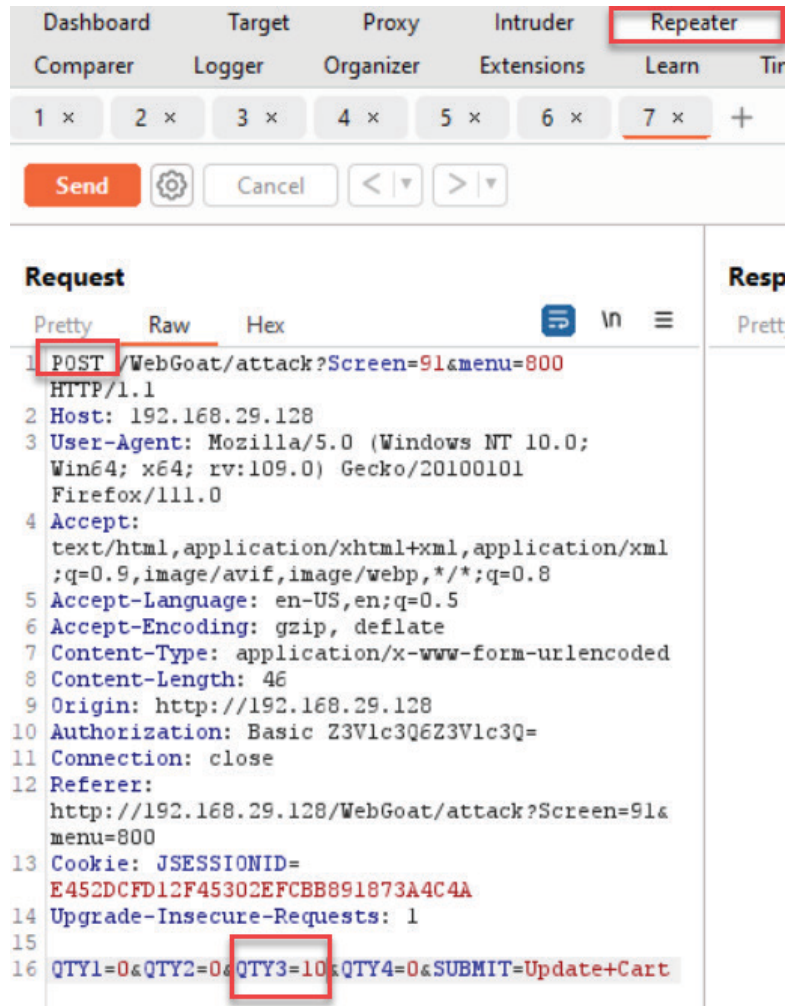 Dashboard Target Proxy Intruder Repeater
Comparer Logger Organizer Extensions Learn
1 × 2 × 3 × 4 × 5 × 6 × 7 × +
Send Cancel < ▼ > ▼
Request
Pretty Raw Hex \n
1 POST /WebGoat/attack?Screen=91&menu=800
HTTP/1.1
2 Host: 192.168.29.128
3 User-Agent: Mozilla/5.0 (Windows NT 10.0;
Win64; x64; rv:109.0) Gecko/20100101
Firefox/111.0
4 Accept:
text/html,application/xhtml+xml,application/xml
;q=0.9,image/avif,image/webp,*/*;q=0.8
5 Accept-Language: en-US,en;q=0.5
6 Accept-Encoding: gzip, deflate
7 Content-Type: application/x-www-form-urlencoded
8 Content-Length: 46
9 Origin: http://192.168.29.128
10 Authorization: Basic Z3Vlc3Q6Z3Vlc3Q=
11 Connection: close
12 Referer:
http://192.168.29.128/WebGoat/attack?Screen=91&
menu=800
13 Cookie: JSESSIONID=
E452DCFD12F45302EFCBB891873A4C4A
14 Upgrade-Insecure-Requests: 1
15
16 QTY1=0&QTY2=0&QTY3=10&QTY4=0&SUBMIT=Update+Cart